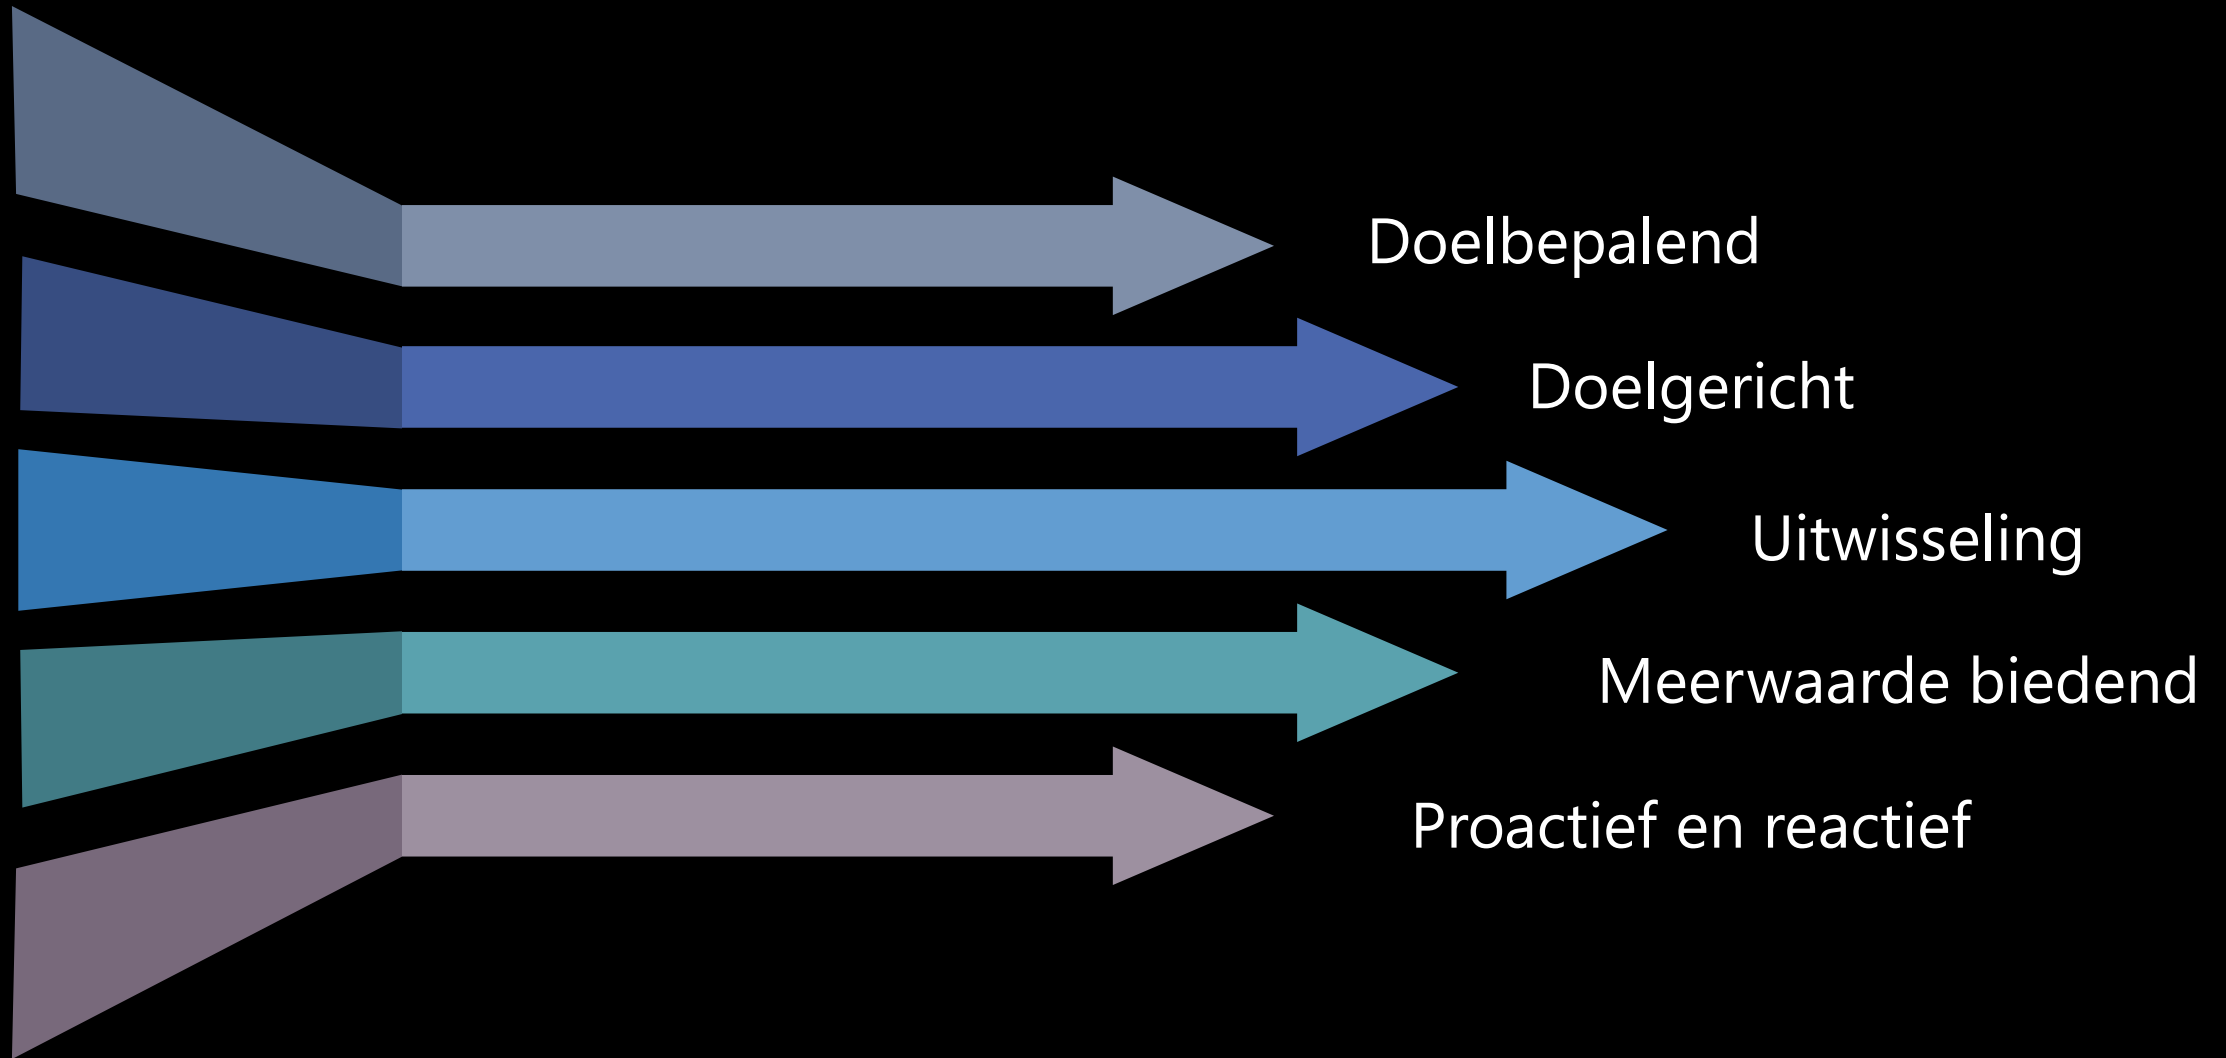 Doelbepalend
Doelgericht
Uitwisseling
Meerwaarde biedend
Proactief en reactief